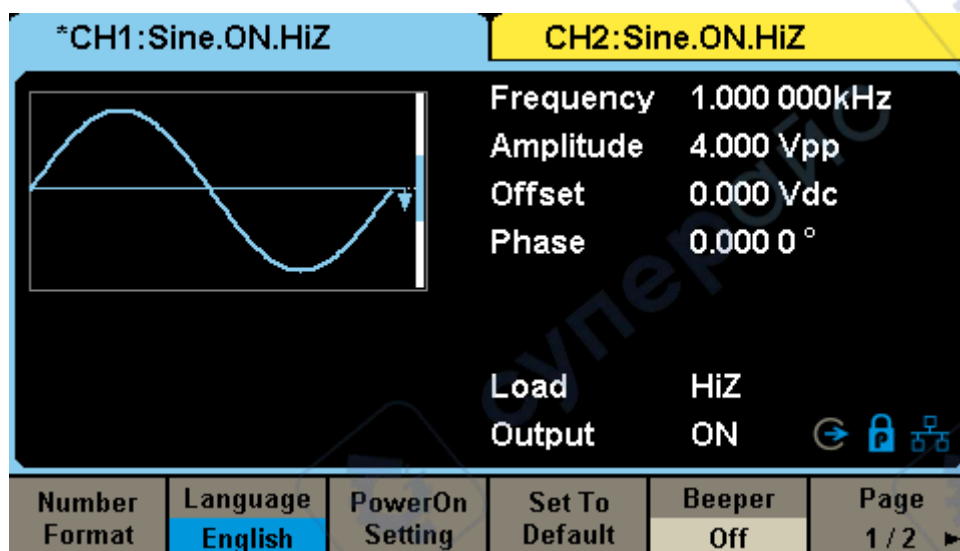 *CH1:Sine.ON.HiZ
CH2:Sine.ON.HiZ
Frequency 1.000 000kHz
Amplitude 4.000 Vpp
Offset 0.000 Vdc
Phase 0.000 0 °
Load HiZ
Output ON
Number Format
Language English
PowerOn Setting
Set To Default
Beeper Off
Page 1 / 2 ►
суперайс